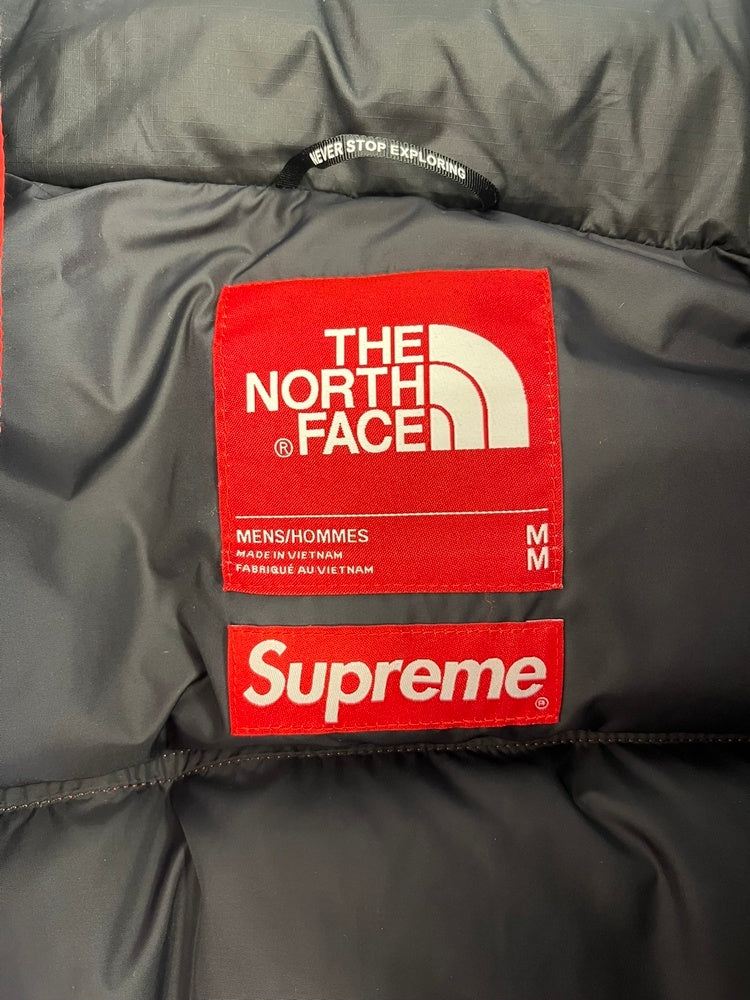 NEVER STOP EXPLORING
THE
NORTH
® FACE
MENS/HOMMES M
MADE IN VIETNAM M
FABRIQUÉ AU VIETNAM
Supreme ®